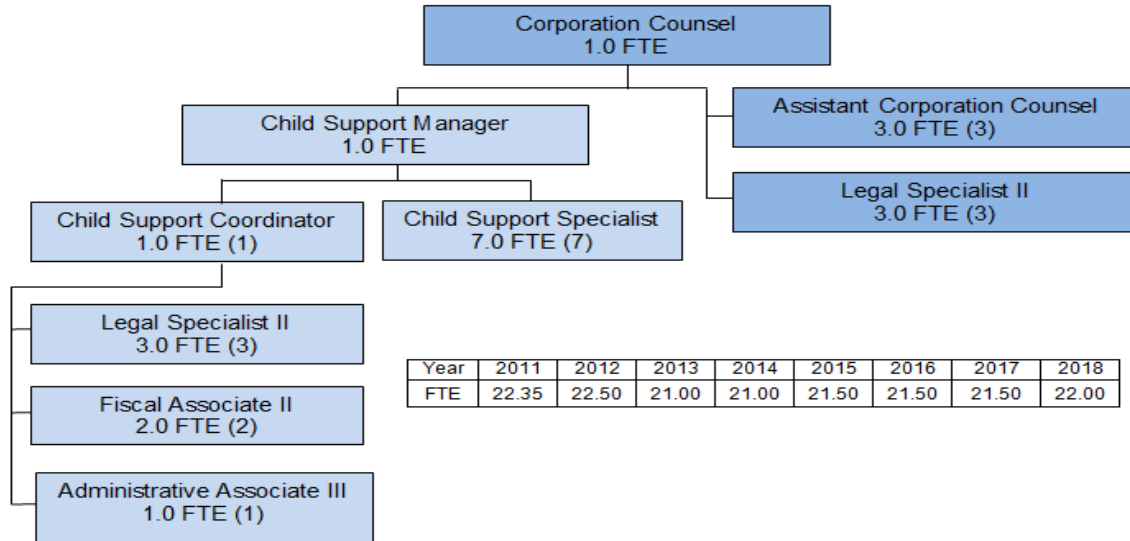 Corporation Counsel
1.0 FTE
Assistant Corporation Counsel
3.0 FTE (3)
Child Support Manager
1.0 FTE
Legal Specialist II
3.0 FTE (3)
Child Support Coordinator
1.0 FTE (1)
Child Support Specialist
7.0 FTE (7)
Legal Specialist II
3.0 FTE (3)
Fiscal Associate II
2.0 FTE (2)
Administrative Associate III
1.0 FTE (1)
Year 2011 2012 2013 2014 2015 2016 2017 2018
FTE 22.35 22.50 21.00 21.00 21.50 21.50 21.50 22.00